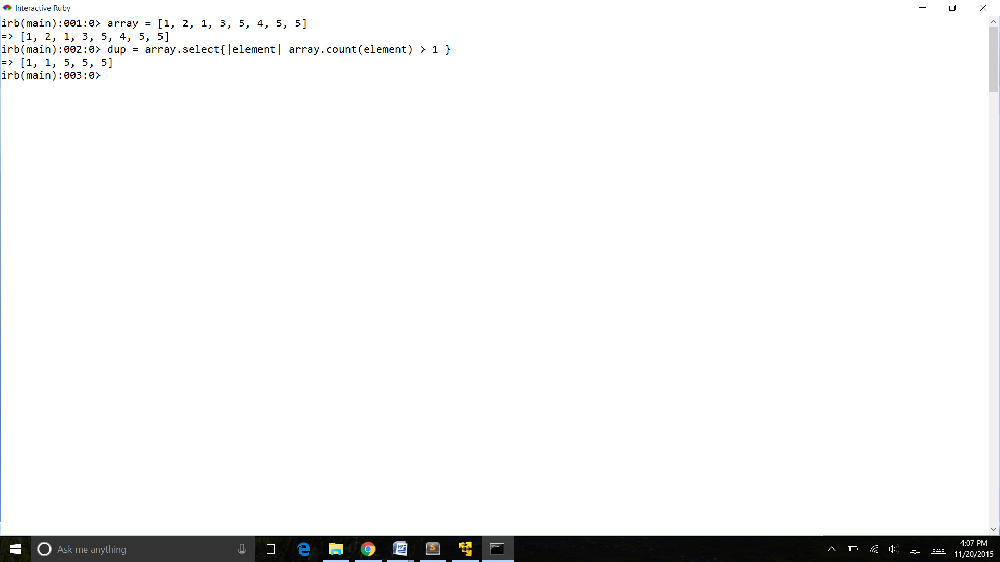 Interactive Ruby
irb(main):001:0> array = [1, 2, 1, 3, 5, 4, 5, 5]
=> [1, 2, 1, 3, 5, 4, 5, 5]
irb(main):002:0> dup = array.select{|element| array.count(element) > 1 }
=> [1, 1, 5, 5, 5]
irb(main):003:0>
Ask me anything
4:07 PM
11/20/2015